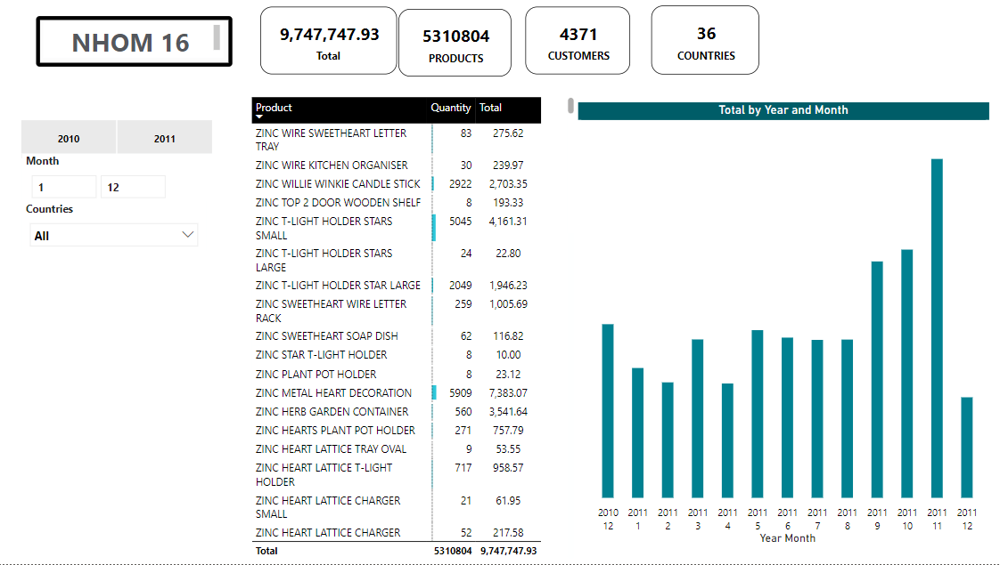 NHOM 16
9,747,747.93
Total
5310804
PRODUCTS
4371
CUSTOMERS
36
COUNTRIES
2010 2011
Month
1 12
Countries
All
Product Quantity Total
ZINC WIRE SWEETHEART LETTER TRAY 83 275.62
ZINC WIRE KITCHEN ORGANISER 30 239.97
ZINC WILLIE WINKIE CANDLE STICK 2922 2,703.35
ZINC TOP 2 DOOR WOODEN SHELF 8 193.33
ZINC T-LIGHT HOLDER STARS SMALL 5045 4,161.31
ZINC T-LIGHT HOLDER STARS LARGE 24 22.80
ZINC T-LIGHT HOLDER STAR LARGE 2049 1,946.23
ZINC SWEETHEART WIRE LETTER RACK 259 1,005.69
ZINC SWEETHEART SOAP DISH 62 116.82
ZINC STAR T-LIGHT HOLDER 8 10.00
ZINC PLANT POT HOLDER 8 23.12
ZINC METAL HEART DECORATION 5909 7,383.07
ZINC HERB GARDEN CONTAINER 560 3,541.64
ZINC HEARTS PLANT POT HOLDER 271 757.79
ZINC HEART LATTICE TRAY OVAL 9 53.55
ZINC HEART LATTICE T-LIGHT HOLDER 717 958.57
ZINC HEART LATTICE CHARGER SMALL 21 61.95
ZINC HEART LATTICE CHARGER 52 217.58
Total 5310804 9,747,747.93
Total by Year and Month
2010 2011 2011 2011 2011 2011 2011 2011 2011 2011 2011 2011 2011
12 1 2 3 4 5 6 7 8 9 10 11 12
Year Month